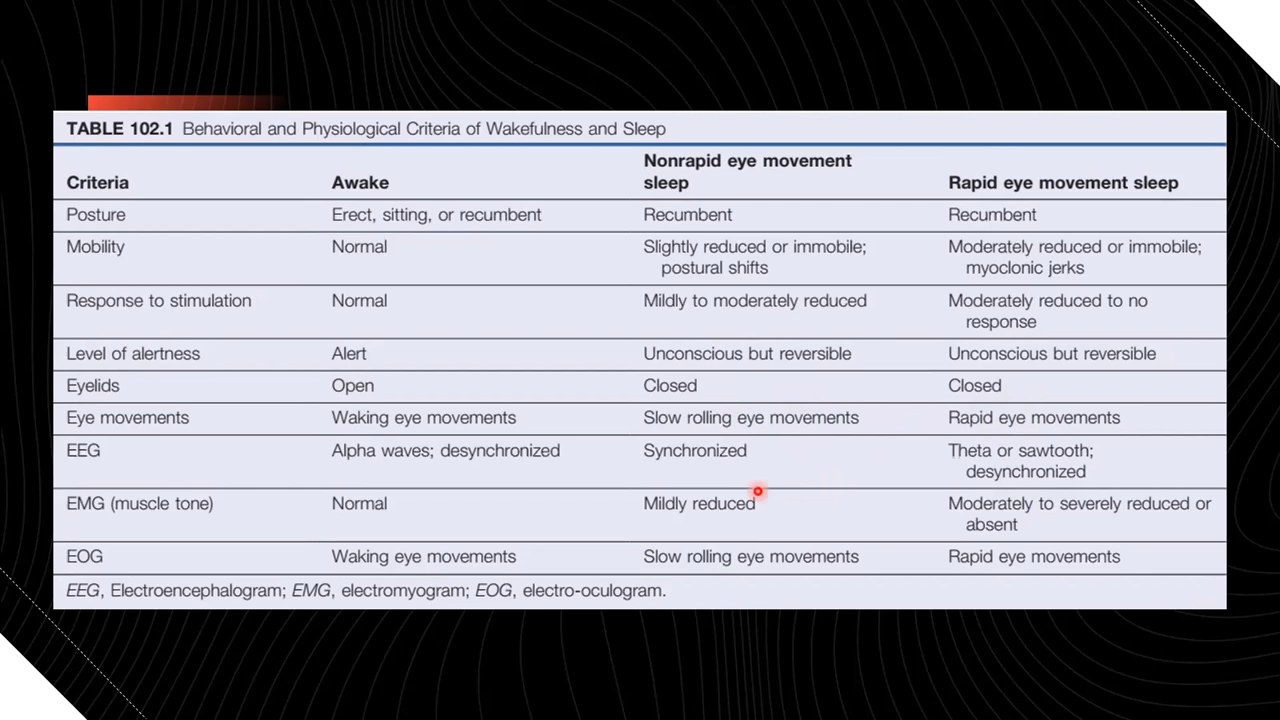 TABLE 102.1 Behavioral and Physiological Criteria of Wakefulness and Sleep
Criteria Awake Nonrapid eye movement sleep Rapid eye movement sleep
Posture Erect, sitting, or recumbent Recumbent Recumbent
Mobility Normal Slightly reduced or immobile; postural shifts Moderately reduced or immobile; myoclonic jerks
Response to stimulation Normal Mildly to moderately reduced Moderately reduced to no response
Level of alertness Alert Unconscious but reversible Unconscious but reversible
Eyelids Open Closed Closed
Eye movements Waking eye movements Slow rolling eye movements Rapid eye movements
EEG Alpha waves; desynchronized Synchronized Theta or sawtooth; desynchronized
EMG (muscle tone) Normal Mildly reduced Moderately to severely reduced or absent
EOG Waking eye movements Slow rolling eye movements Rapid eye movements
EEG, Electroencephalogram; EMG, electromyogram; EOG, electro-oculogram.